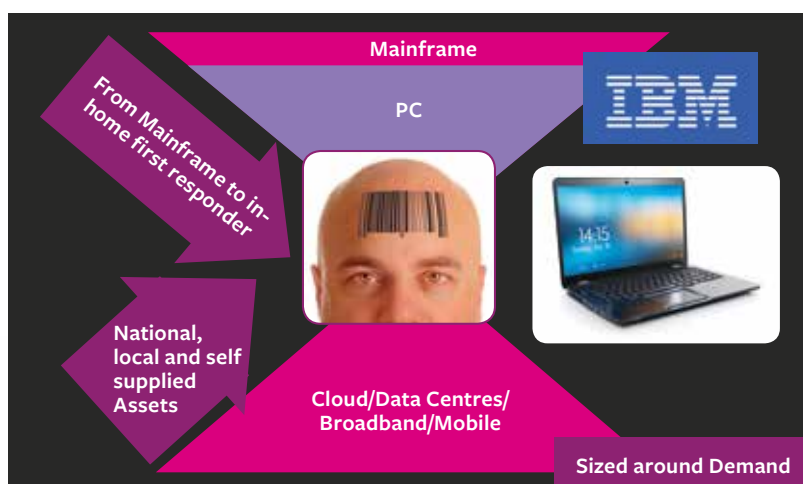 Mainframe
PC
IBM
From Mainframe to in-
home first responder
14:15
National,
local and self
supplied
Assets
Cloud/Data Centres/
Broadband/Mobile
Sized around Demand